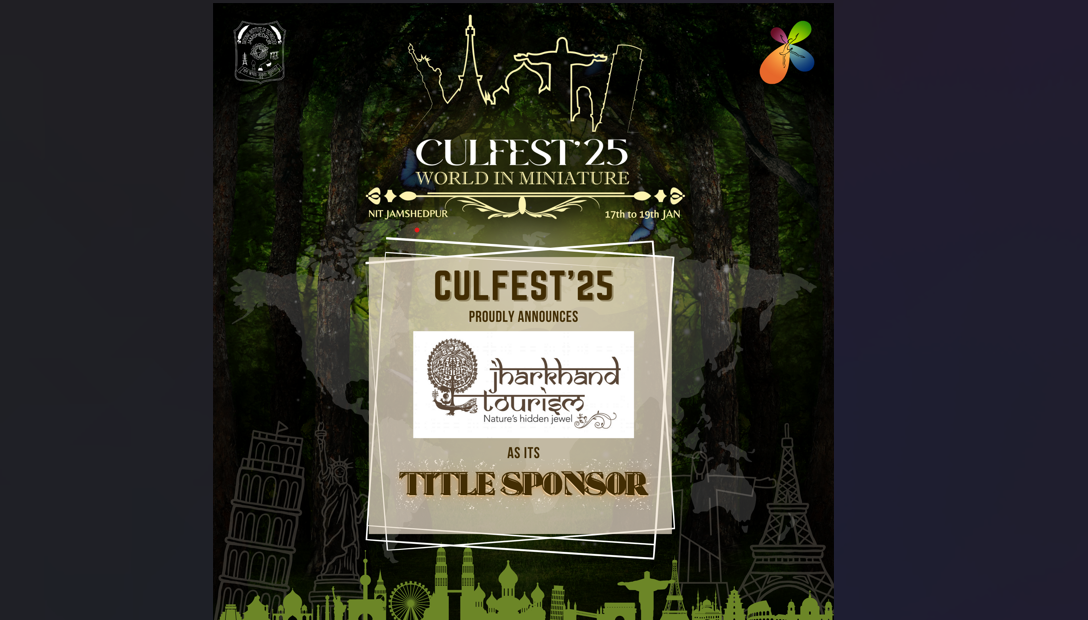 CULFEST'25
WORLD IN MINIATURE
NIT JAMSHEDPUR
17th to 19th JAN
CULFEST'25
PROUDLY ANNOUNCES
jharkhand
tourism
Nature's hidden jewel
AS ITS
TITLE SPONSOR